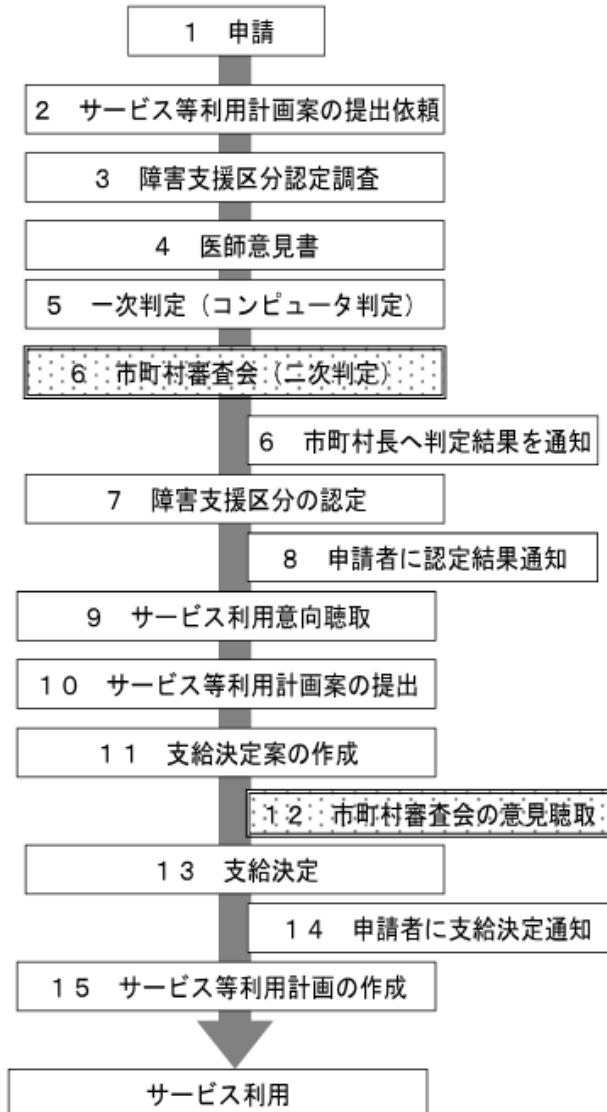 1 申請
2 サービス等利用計画案の提出依頼
3 障害支援区分認定調査
4 医師意見書
5 一次判定（コンピュータ判定）
6 市町村審査会（二次判定）
6 市町村長へ判定結果を通知
7 障害支援区分の認定
8 申請者に認定結果通知
9 サービス利用意向聴取
10 サービス等利用計画案の提出
11 支給決定案の作成
12 市町村審査会の意見聴取
13 支給決定
14 申請者に支給決定通知
15 サービス等利用計画の作成
サービス利用